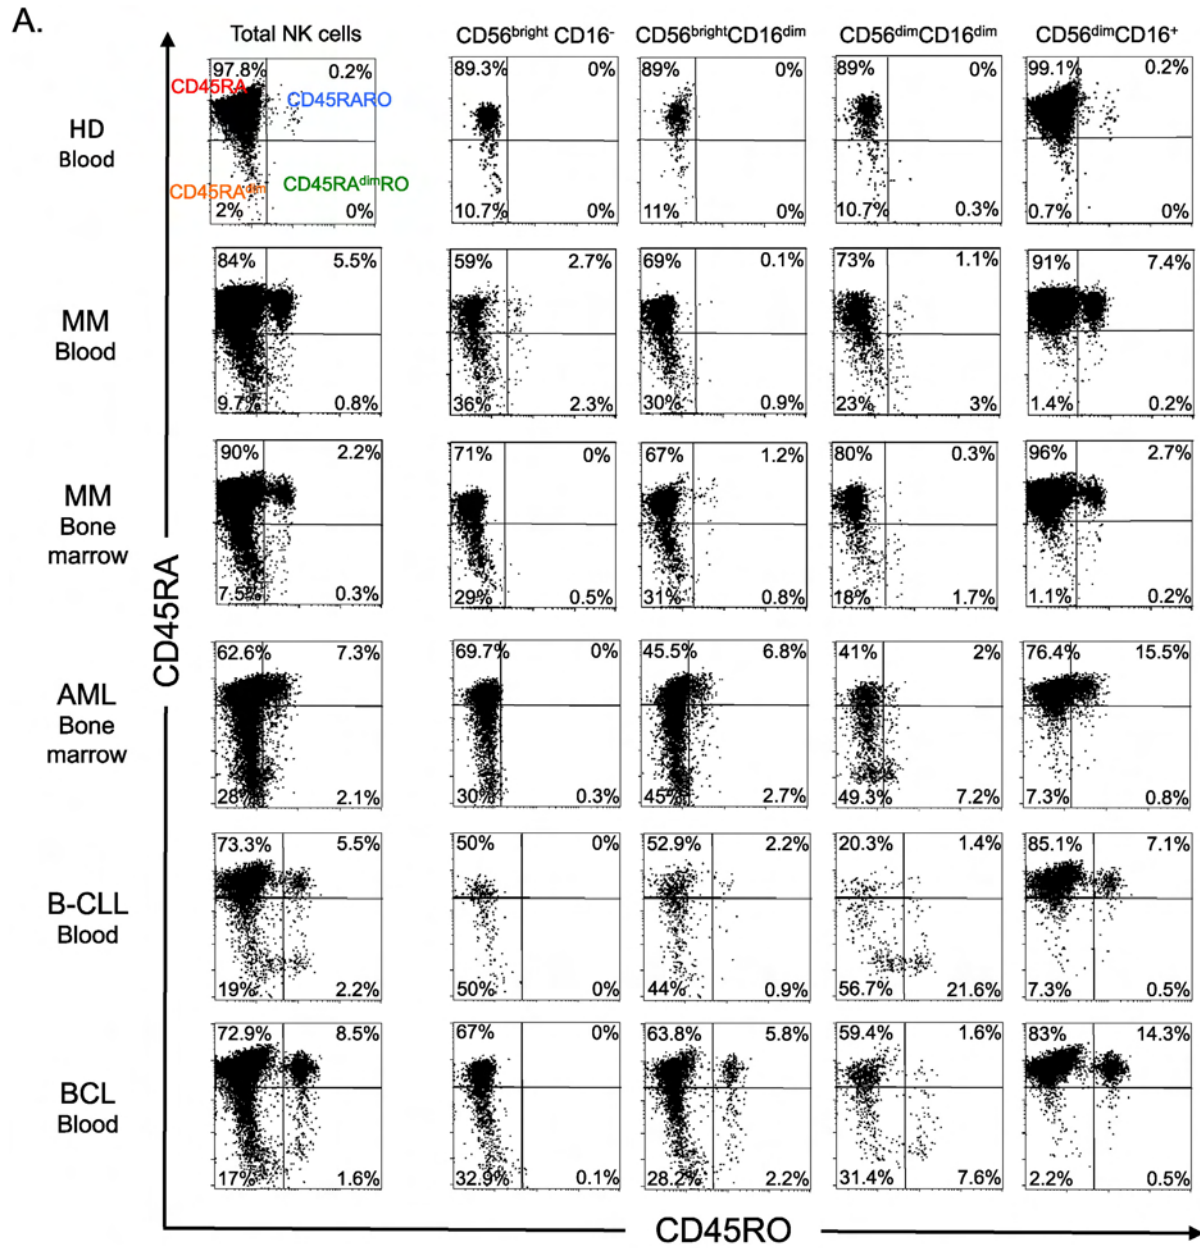 A.
Total NK cells
CD56bright CD16-
CD56brightCD16dim
CD56dimCD16dim
CD56dimCD16+
HD
Blood
97.8% 0.2%
CD45RA
CD45RARO
CD45RAdim
CD45RAdimRO
2% 0%
89.3% 0%
10.7% 0%
89% 0%
11% 0%
89% 0%
10.7% 0.3%
99.1% 0.2%
0.7% 0%
MM
Blood
84% 5.5%
9.7% 0.8%
59% 2.7%
36% 2.3%
69% 0.1%
30% 0.9%
73% 1.1%
23% 3%
91% 7.4%
1.4% 0.2%
MM
Bone
marrow
90% 2.2%
7.5% 0.3%
71% 0%
29% 0.5%
67% 1.2%
31% 0.8%
80% 0.3%
18% 1.7%
96% 2.7%
1.1% 0.2%
AML
Bone
marrow
62.6% 7.3%
28% 2.1%
69.7% 0%
30% 0.3%
45.5% 6.8%
45% 2.7%
41% 2%
49.3% 7.2%
76.4% 15.5%
7.3% 0.8%
B-CLL
Blood
73.3% 5.5%
19% 2.2%
50% 0%
50% 0%
52.9% 2.2%
44% 0.9%
20.3% 1.4%
56.7% 21.6%
85.1% 7.1%
7.3% 0.5%
BCL
Blood
72.9% 8.5%
17% 1.6%
67% 0%
32.9% 0.1%
63.8% 5.8%
28.2% 2.2%
59.4% 1.6%
31.4% 7.6%
83% 14.3%
2.2% 0.5%
CD45RA
CD45RO